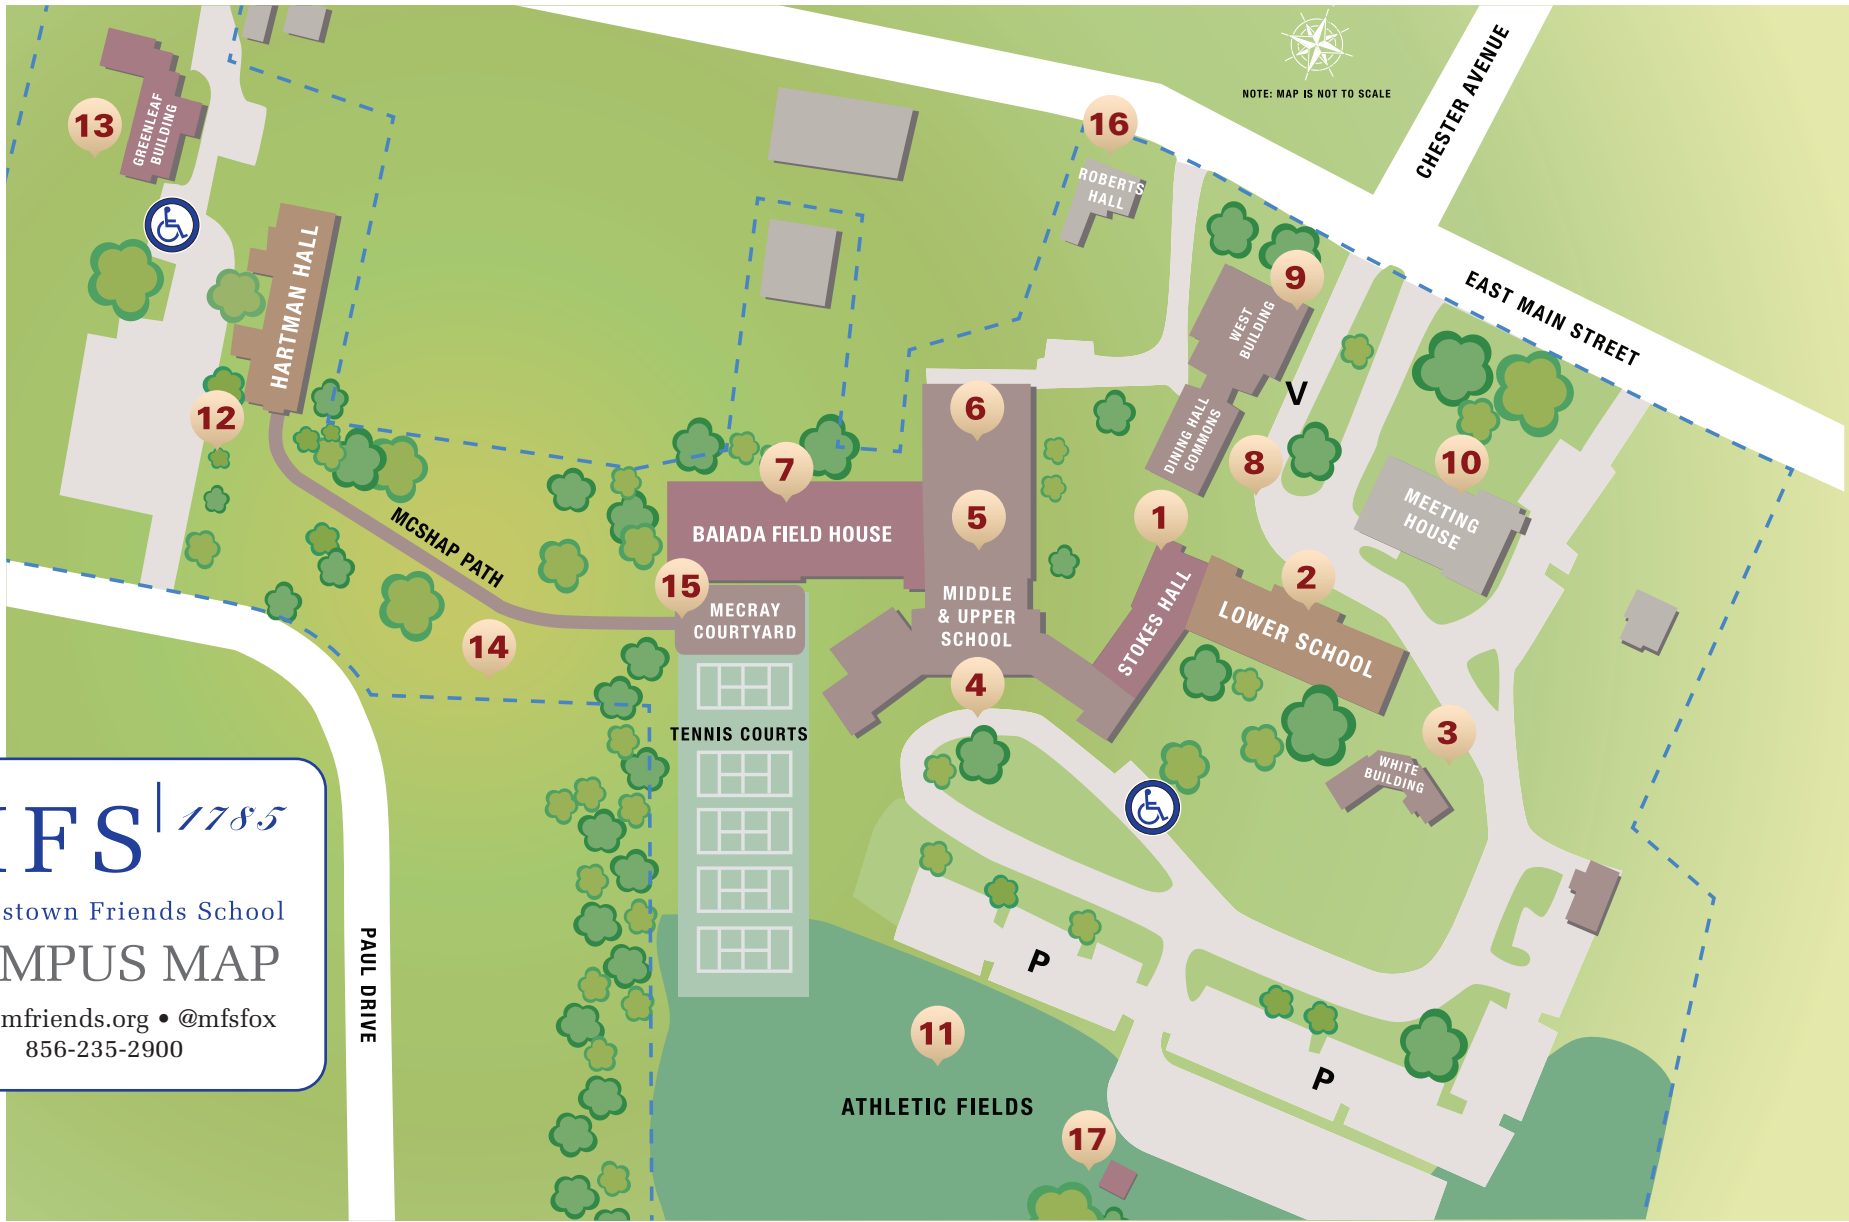 NOTE: MAP IS NOT TO SCALE
CHESTER AVENUE
EAST MAIN STREET
13
GREENLEAF
BUILDING
16
ROBERTS
HALL
9
WEST
BUILDING
V
HARTMAN HALL
12
6
DINING HALL
COMMONS
8
10
MEETING
HOUSE
7
5
1
MCSHAP PATH
BAIADA FIELD HOUSE
2
15
MECRAY
COURTYARD
MIDDLE
& UPPER
SCHOOL
STOKES HALL
LOWER SCHOOL
14
4
3
TENNIS COURTS
WHITE
BUILDING
FS 1785
stown Friends School
MPUS MAP
mfriends.org • @mfsfox
856-235-2900
PAUL DRIVE
P
11
P
ATHLETIC FIELDS
17